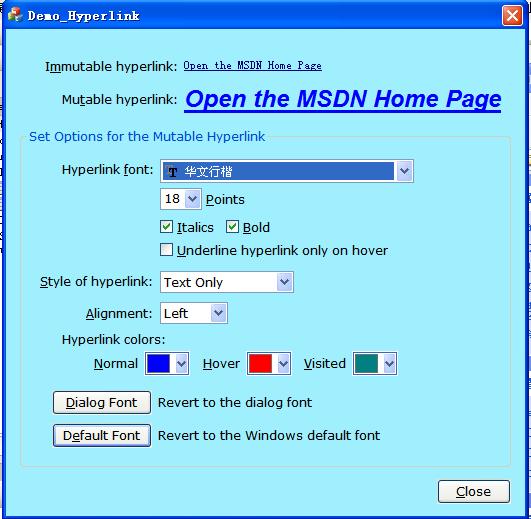 Demo_Hyperlink
Immutable hyperlink: Open the MSDN Home Page
Mutable hyperlink: Open the MSDN Home Page
Set Options for the Mutable Hyperlink
Hyperlink font: 华文行楷
18 Points
Italics Bold
Underline hyperlink only on hover
Style of hyperlink: Text Only
Alignment: Left
Hyperlink colors:
Normal Hover Visited
Dialog Font Revert to the dialog font
Default Font Revert to the Windows default font
Close